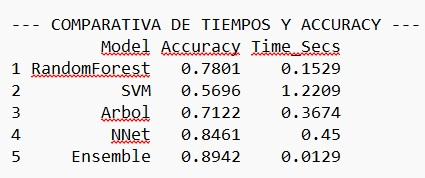 --- COMPARATIVA DE TIEMPOS Y ACCURACY ---
Model Accuracy Time_Secs
1 RandomForest 0.7801 0.1529
2 SVM 0.5696 1.2209
3 Arbol 0.7122 0.3674
4 NNet 0.8461 0.45
5 Ensemble 0.8942 0.0129